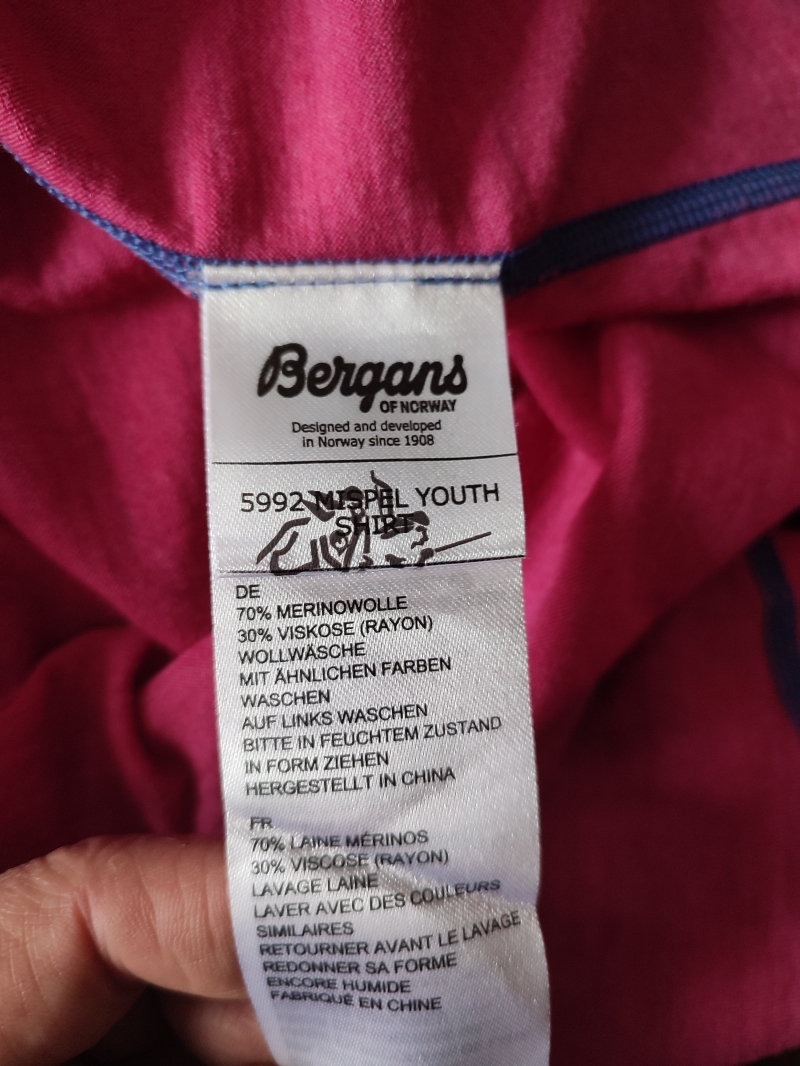 Bergans
OF NORWAY
Designed and developed
in Norway since 1908
5992 MISPEL YOUTH
SHIRT
DE
70% MERINOWOLLE
30% VISKOSE (RAYON)
WOLLWÄSCHE
MIT ÄHNLICHEN FARBEN
WASCHEN
AUF LINKS WASCHEN
BITTE IN FEUCHTEM ZUSTAND
IN FORM ZIEHEN
HERGESTELLT IN CHINA
FR
70% LAINE MÉRINOS
30% VISCOSE (RAYON)
LAVAGE LAINE
LAVER AVEC DES COULEURS
SIMILAIRES
RETOURNER AVANT LE LAVAGE
REDONNER SA FORME
ENCORE HUMIDE
FABRIQUÉ EN CHINE